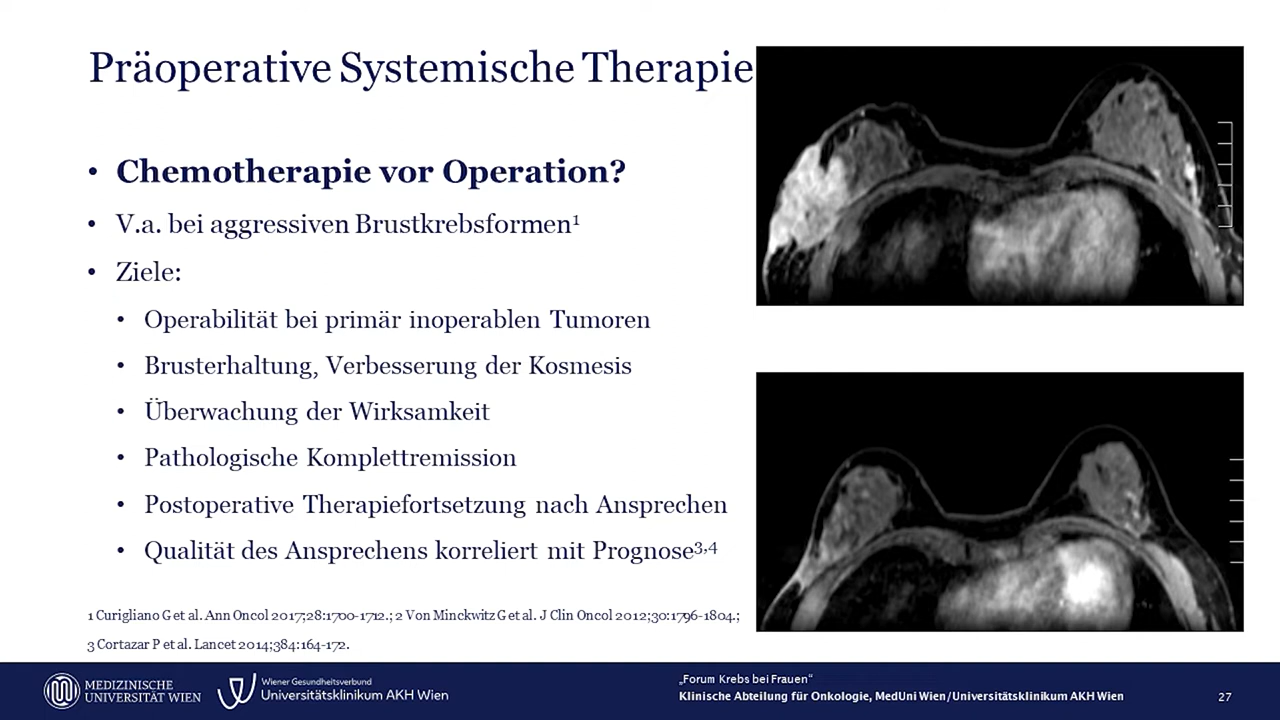 Präoperative Systemische Therapie
• Chemotherapie vor Operation?
• V.a. bei aggressiven Brustkrebsformen¹
• Ziele:
• Operabilität bei primär inoperablen Tumoren
• Brusterhaltung, Verbesserung der Kosmesis
• Überwachung der Wirksamkeit
• Pathologische Komplettremission
• Postoperative Therapiefortsetzung nach Ansprechen
• Qualität des Ansprechens korreliert mit Prognose³,⁴
1 Curigliano G et al. Ann Oncol 2017;28:1700-1712.; 2 Von Minckwitz G et al. J Clin Oncol 2012;30:1796-1804.;
3 Cortazar P et al. Lancet 2014;384:164-172.
MEDIZINISCHE
UNIVERSITÄT WIEN
Wiener Gesundheitsverbund
Universitätsklinikum AKH Wien
„Forum Krebs bei Frauen“
Klinische Abteilung für Onkologie, MedUni Wien/Universitätsklinikum AKH Wien
27